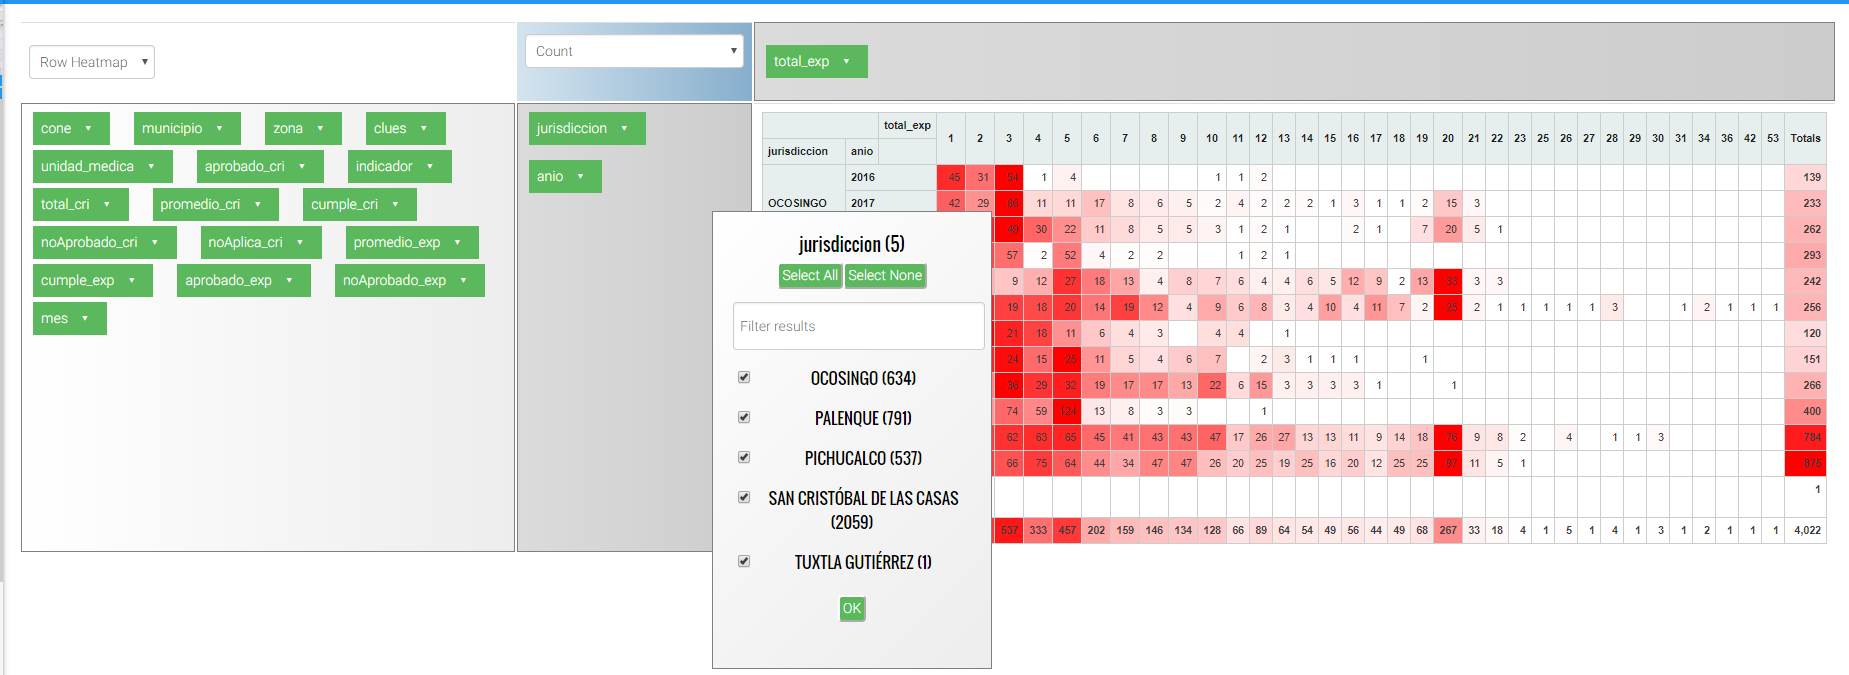 Row Heatmap
Count
total_exp
cone municipio zona clues
unidad_medica aprobado_cri indicador
total_cri promedio_cri cumple_cri
noAprobado_cri noAplica_cri promedio_exp
cumple_exp aprobado_exp noAprobado_exp
mes
jurisdiccion
anio
total_exp 1 2 3 4 5 6 7 8 9 10 11 12 13 14 15 16 17 18 19 20 21 22 23 25 26 27 28 29 30 31 34 36 42 53 Totals
jurisdiccion anio
OCOSINGO
2016 45 31 54 1 4 1 1 2 139
2017 42 29 66 11 11 17 8 6 5 2 4 2 2 2 1 3 1 1 2 15 3 233
49 30 22 11 8 5 5 3 1 2 1 2 1 7 20 5 1 262
57 2 52 4 2 2 1 2 1 293
9 12 27 18 13 4 8 7 6 4 4 6 5 12 9 2 13 33 3 3 242
19 18 20 14 19 12 4 9 6 8 3 4 10 4 11 7 2 25 2 1 1 1 1 1 3 1 2 1 1 1 256
21 18 11 6 4 3 4 4 1 120
24 15 25 11 5 4 6 7 2 3 1 1 1 1 151
36 29 32 19 17 17 13 22 6 15 3 3 3 3 1 1 266
74 59 124 13 8 3 3 1 400
62 63 65 45 41 43 43 47 17 26 27 13 13 11 9 14 18 76 9 8 2 4 1 1 3 784
66 75 64 44 34 47 47 26 20 25 19 25 16 20 12 25 25 97 11 5 1 875
1
537 333 457 202 159 146 134 128 66 89 64 54 49 56 44 49 68 267 33 18 4 1 5 1 4 1 3 1 2 1 1 1 4,022
jurisdiccion (5)
Select All Select None
Filter results
OCOSINGO (634)
PALENQUE (791)
PICHUCALCO (537)
SAN CRISTÓBAL DE LAS CASAS
(2059)
TUXTLA GUTIÉRREZ (1)
OK